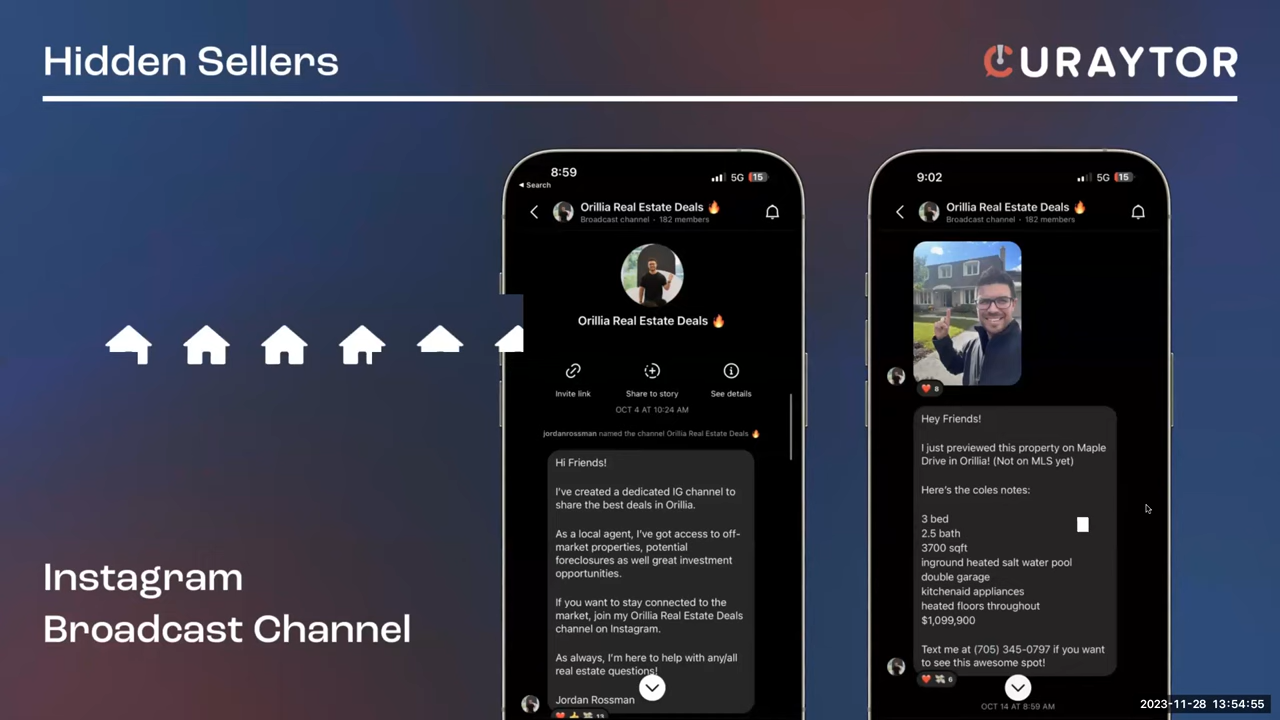 Hidden Sellers
CURAYTOR
8:59
5G 15
Search
Orillia Real Estate Deals 🔥
Broadcast channel · 182 members
Orillia Real Estate Deals 🔥
Invite link
Share to story
See details
OCT 4 AT 10:24 AM
jordanrossman named the channel Orillia Real Estate Deals 🔥
Hi Friends!
I've created a dedicated IG channel to
share the best deals in Orillia.
As a local agent, I've got access to off-
market properties, potential
foreclosures as well great investment
opportunities.
If you want to stay connected to the
market, join my Orillia Real Estate Deals
channel on Instagram.
As always, I'm here to help with any/all
real estate questions!
Jordan Rossman
13
9:02
5G 15
Orillia Real Estate Deals 🔥
Broadcast channel · 182 members
8
Hey Friends!
I just previewed this property on Maple
Drive in Orillia! (Not on MLS yet)
Here's the coles notes:
3 bed
2.5 bath
3700 sqft
inground heated salt water pool
double garage
kitchenaid appliances
heated floors throughout
$1,099,900
Text me at (705) 345-0797 if you want
to see this awesome spot!
6
OCT 14 AT 8:59 AM
Instagram
Broadcast Channel
2023-11-28 13:54:55